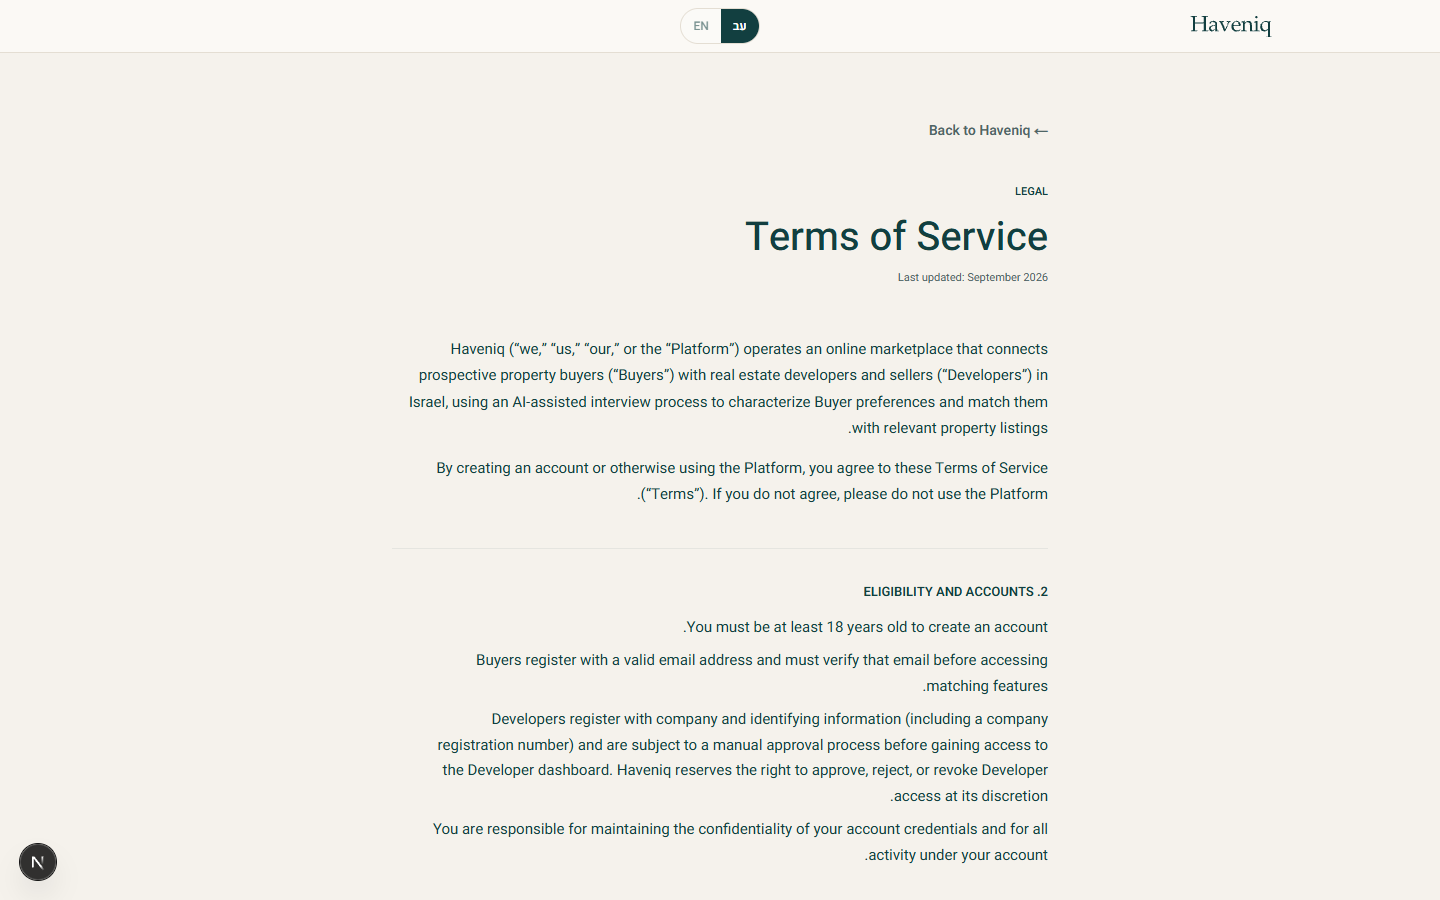 Haveniq
עב
EN
Back to Haveniq ←
LEGAL
Terms of Service
Last updated: September 2026
Haveniq (“we,” “us,” “our,” or the “Platform”) operates an online marketplace that connects
prospective property buyers (“Buyers”) with real estate developers and sellers (“Developers”) in
Israel, using an AI-assisted interview process to characterize Buyer preferences and match them
.with relevant property listings
By creating an account or otherwise using the Platform, you agree to these Terms of Service
.(“Terms”). If you do not agree, please do not use the Platform
ELIGIBILITY AND ACCOUNTS .2
.You must be at least 18 years old to create an account
Buyers register with a valid email address and must verify that email before accessing
.matching features
Developers register with company and identifying information (including a company
registration number) and are subject to a manual approval process before gaining access to
the Developer dashboard. Haveniq reserves the right to approve, reject, or revoke Developer
.access at its discretion
You are responsible for maintaining the confidentiality of your account credentials and for all
.activity under your account
N